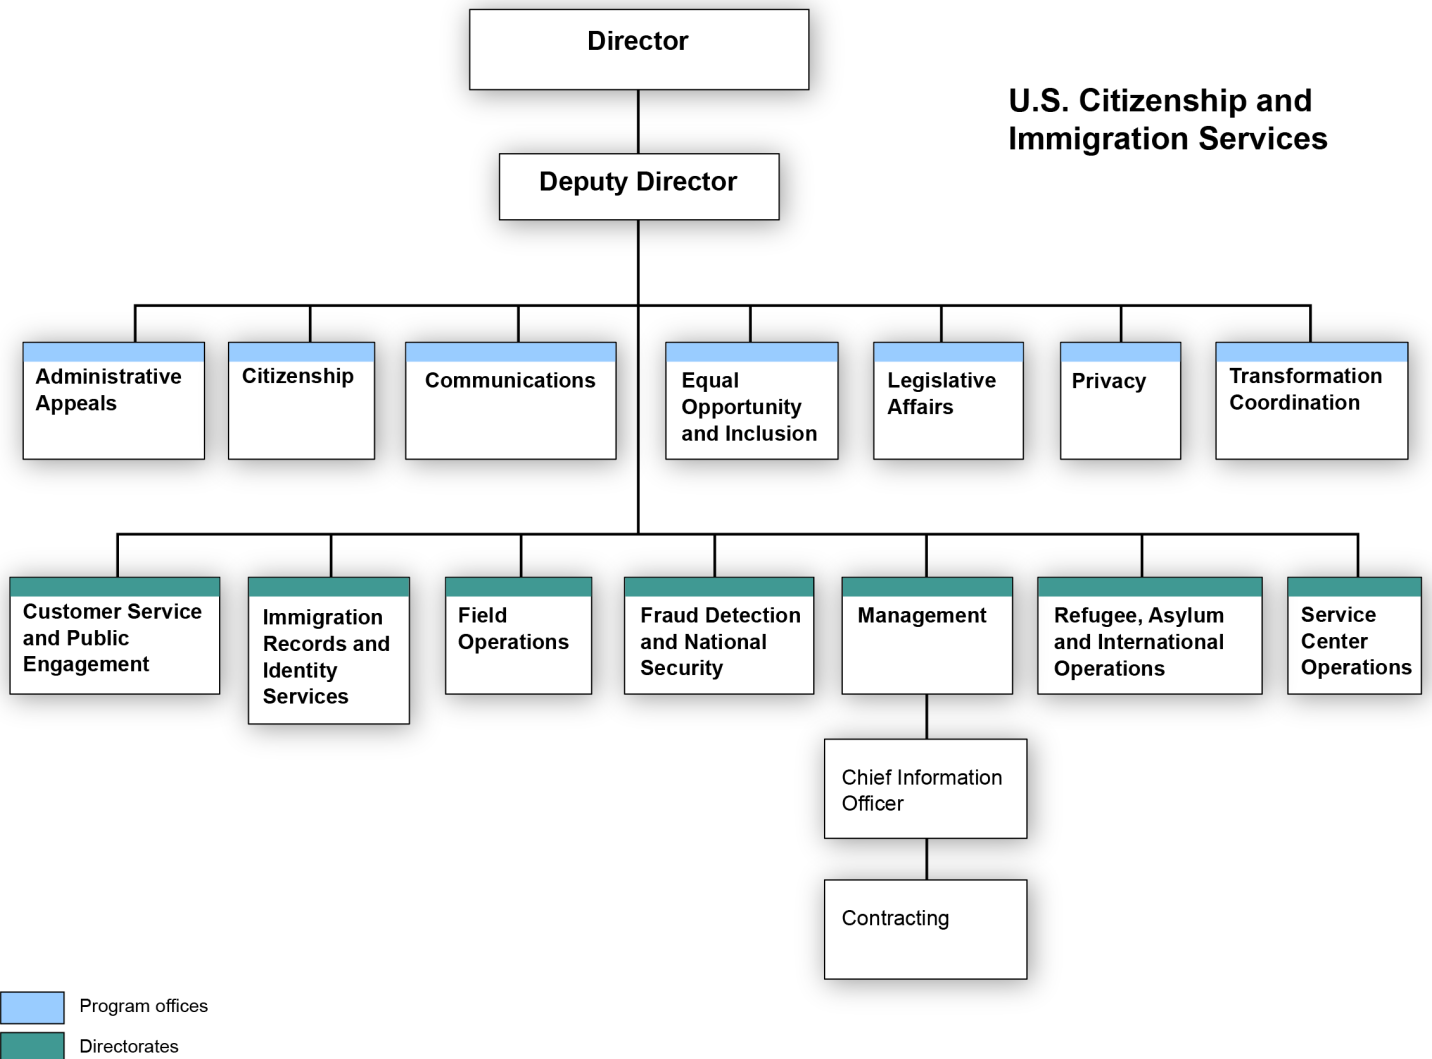 Director
U.S. Citizenship and
Immigration Services
Deputy Director
Administrative
Appeals
Citizenship
Communications
Equal
Opportunity
and Inclusion
Legislative
Affairs
Privacy
Transformation
Coordination
Customer Service
and Public
Engagement
Immigration
Records and
Identity
Services
Field
Operations
Fraud Detection
and National
Security
Management
Refugee, Asylum
and International
Operations
Service
Center
Operations
Chief Information
Officer
Contracting
Program offices
Directorates